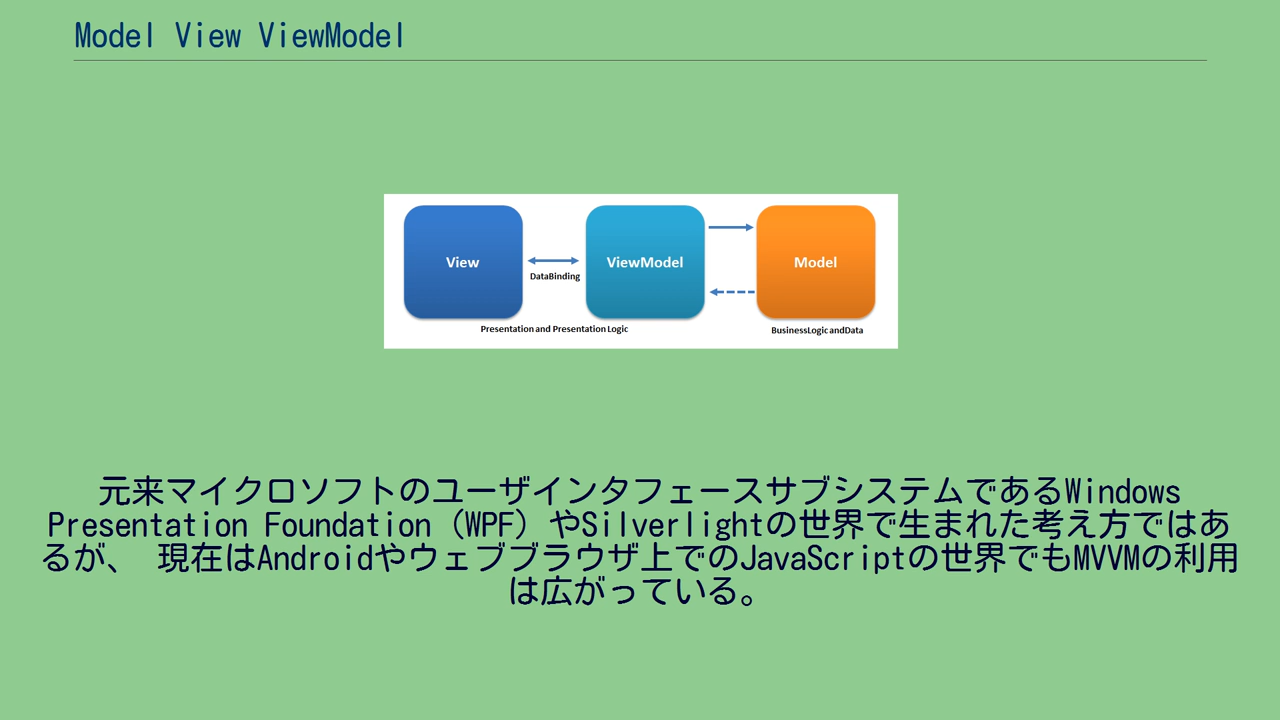 Model View ViewModel
View
ViewModel
Model
DataBinding
Presentation and Presentation Logic
BusinessLogicandData
元来マイクロソフトのユーザインタフェースサブシステムであるWindows
Presentation Foundation（WPF）やSilverlightの世界で生まれた考え方ではあ
るが、 現在はAndroidやウェブブラウザ上でのJavaScriptの世界でもMVVMの利用
は広がっている。